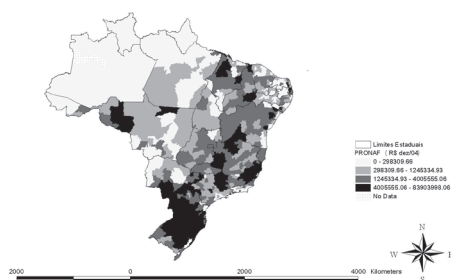 Limites Estaduais
PRONAF ( R$ dez/04)
0 - 298309.66
298309.66 - 1245334.93
1245334.93 - 4005555.06
4005555.06 - 83903998.06
No Data
N
W E
S
2000 0 2000 4000 Kilometers